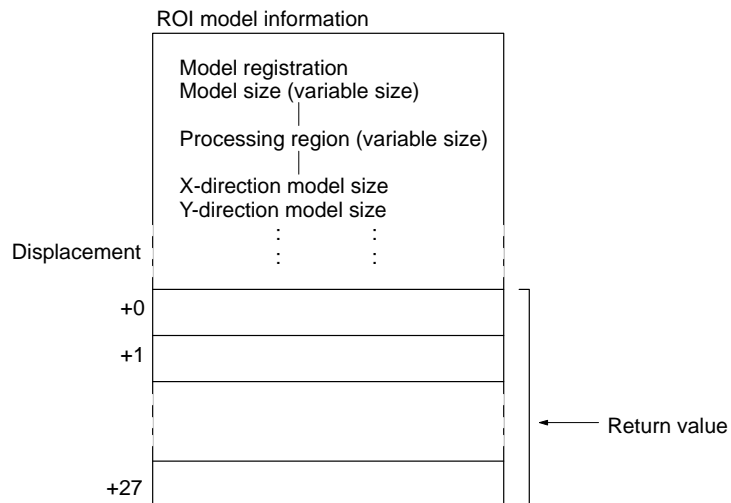 ROI model information
Model registration
Model size (variable size)
Processing region (variable size)
X-direction model size
Y-direction model size
Displacement
+0
+1
Return value
+27